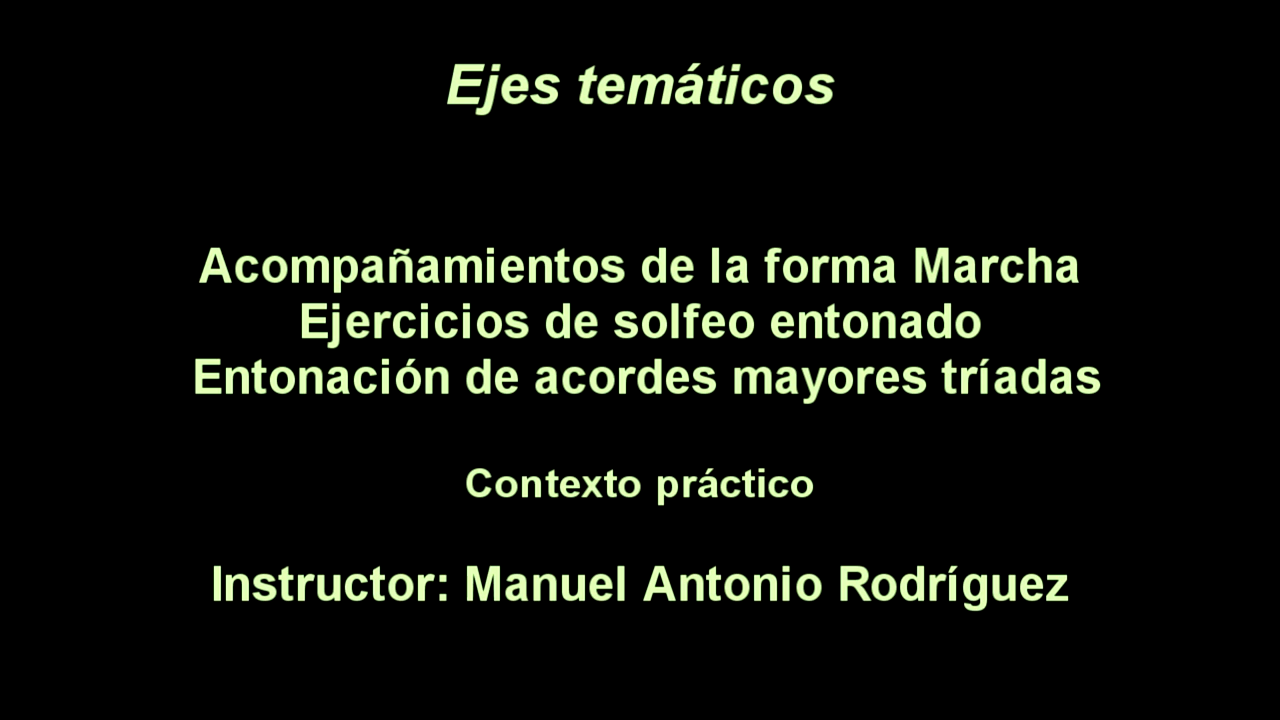 Ejes temáticos
Acompañamientos de la forma Marcha
Ejercicios de solfeo entonado
Entonación de acordes mayores tríadas
Contexto práctico
Instructor: Manuel Antonio Rodríguez